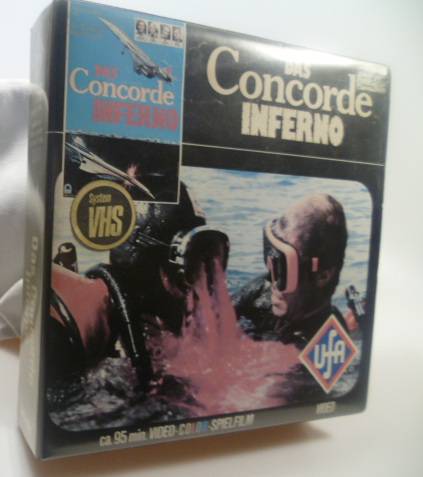 DAS
Concorde
INFERNO
DAS
Concorde
INFERNO
System
VHS
UFA
ca. 95 min. VIDEO-COLOR-SPIELFILM
VIDEO